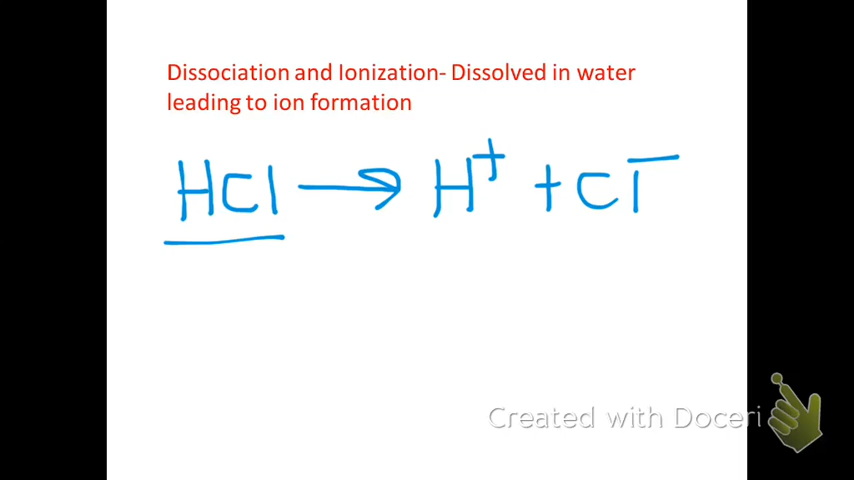 Dissociation and Ionization- Dissolved in water
leading to ion formation
HCl → H⁺ + Cl⁻
Created with Doceri